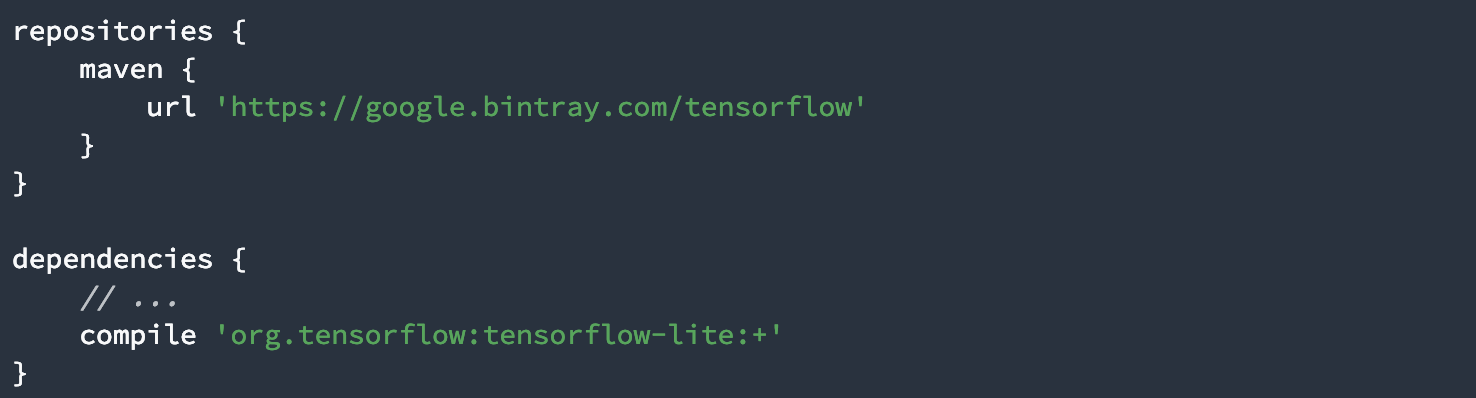 repositories {
    maven {
        url 'https://google.bintray.com/tensorflow'
    }
}

dependencies {
    // ...
    compile 'org.tensorflow:tensorflow-lite:+'
}